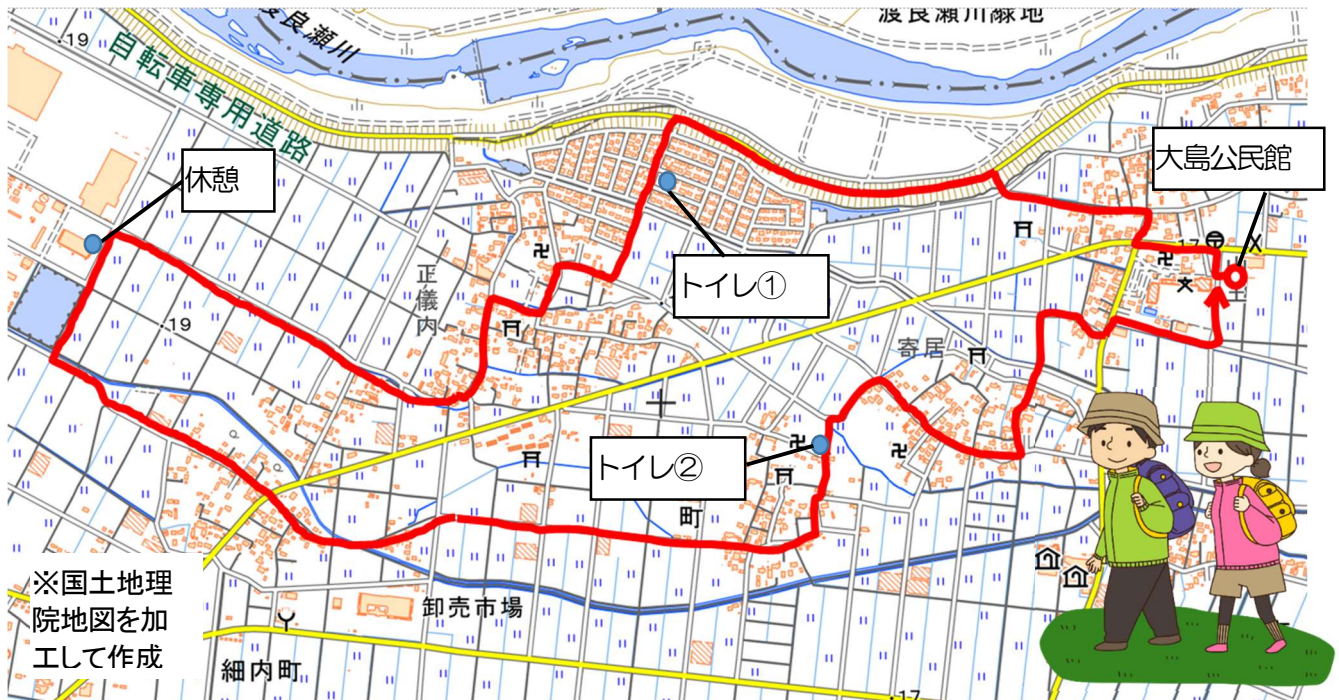 渡良瀬川
渡良瀬川緑地
19
自転車専用道路
休憩
大島公民館
17
トイレ①
正儀内
19
寄居
トイレ②
町
※国土地理
院地図を加
工して作成
卸売市場
細内町
17